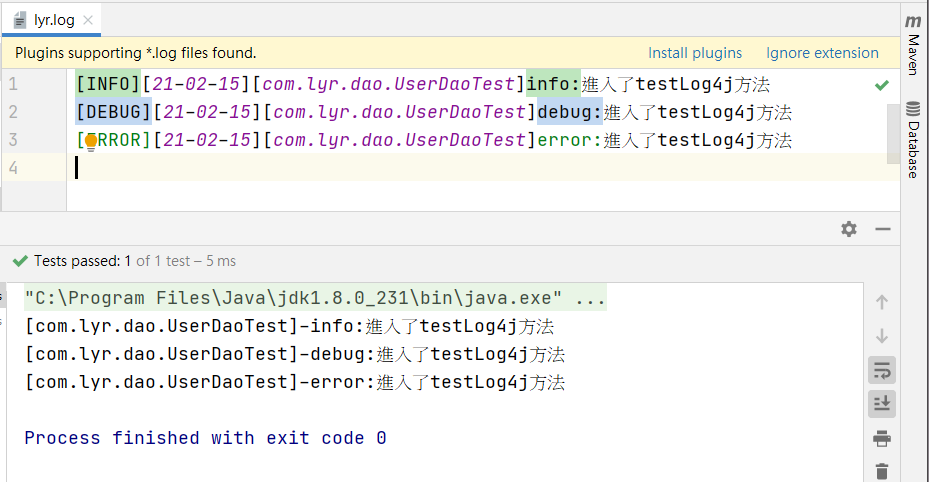 lyr.log
Plugins supporting *.log files found.
Install plugins
Ignore extension
1 [INFO][21-02-15][com.lyr.dao.UserDaoTest]info:進入了testLog4j方法
2 [DEBUG][21-02-15][com.lyr.dao.UserDaoTest]debug:進入了testLog4j方法
3 [ RROR][21-02-15][com.lyr.dao.UserDaoTest]error:進入了testLog4j方法
4
m Maven
Database
Tests passed: 1 of 1 test – 5 ms
"C:\Program Files\Java\jdk1.8.0_231\bin\java.exe" ...
[com.lyr.dao.UserDaoTest]-info:進入了testLog4j方法
[com.lyr.dao.UserDaoTest]-debug:進入了testLog4j方法
[com.lyr.dao.UserDaoTest]-error:進入了testLog4j方法
Process finished with exit code 0